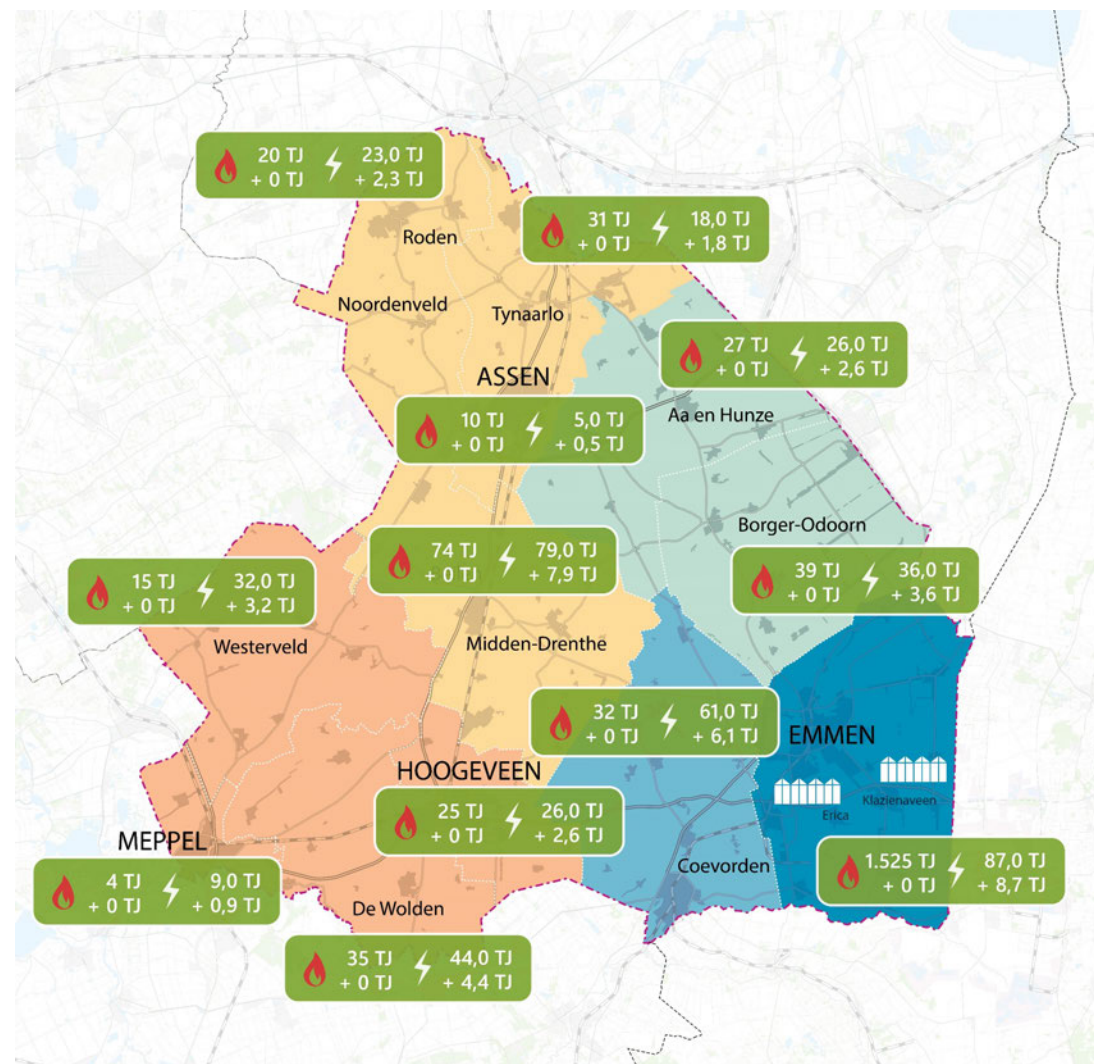 20 TJ 23,0 TJ
+ 0 TJ + 2,3 TJ
31 TJ 18,0 TJ
+ 0 TJ + 1,8 TJ
Roden
Noordenveld
Tynaarlo
27 TJ 26,0 TJ
+ 0 TJ + 2,6 TJ
ASSEN
10 TJ 5,0 TJ
+ 0 TJ + 0,5 TJ
Aa en Hunze
Borger-Odoorn
74 TJ 79,0 TJ
+ 0 TJ + 7,9 TJ
39 TJ 36,0 TJ
+ 0 TJ + 3,6 TJ
15 TJ 32,0 TJ
+ 0 TJ + 3,2 TJ
Westerveld
Midden-Drenthe
32 TJ 61,0 TJ
+ 0 TJ + 6,1 TJ
EMMEN
HOOGEVEEN
Klazienaveen
Erica
25 TJ 26,0 TJ
+ 0 TJ + 2,6 TJ
MEPPEL
4 TJ 9,0 TJ
+ 0 TJ + 0,9 TJ
Coevorden
1.525 TJ 87,0 TJ
+ 0 TJ + 8,7 TJ
De Wolden
35 TJ 44,0 TJ
+ 0 TJ + 4,4 TJ